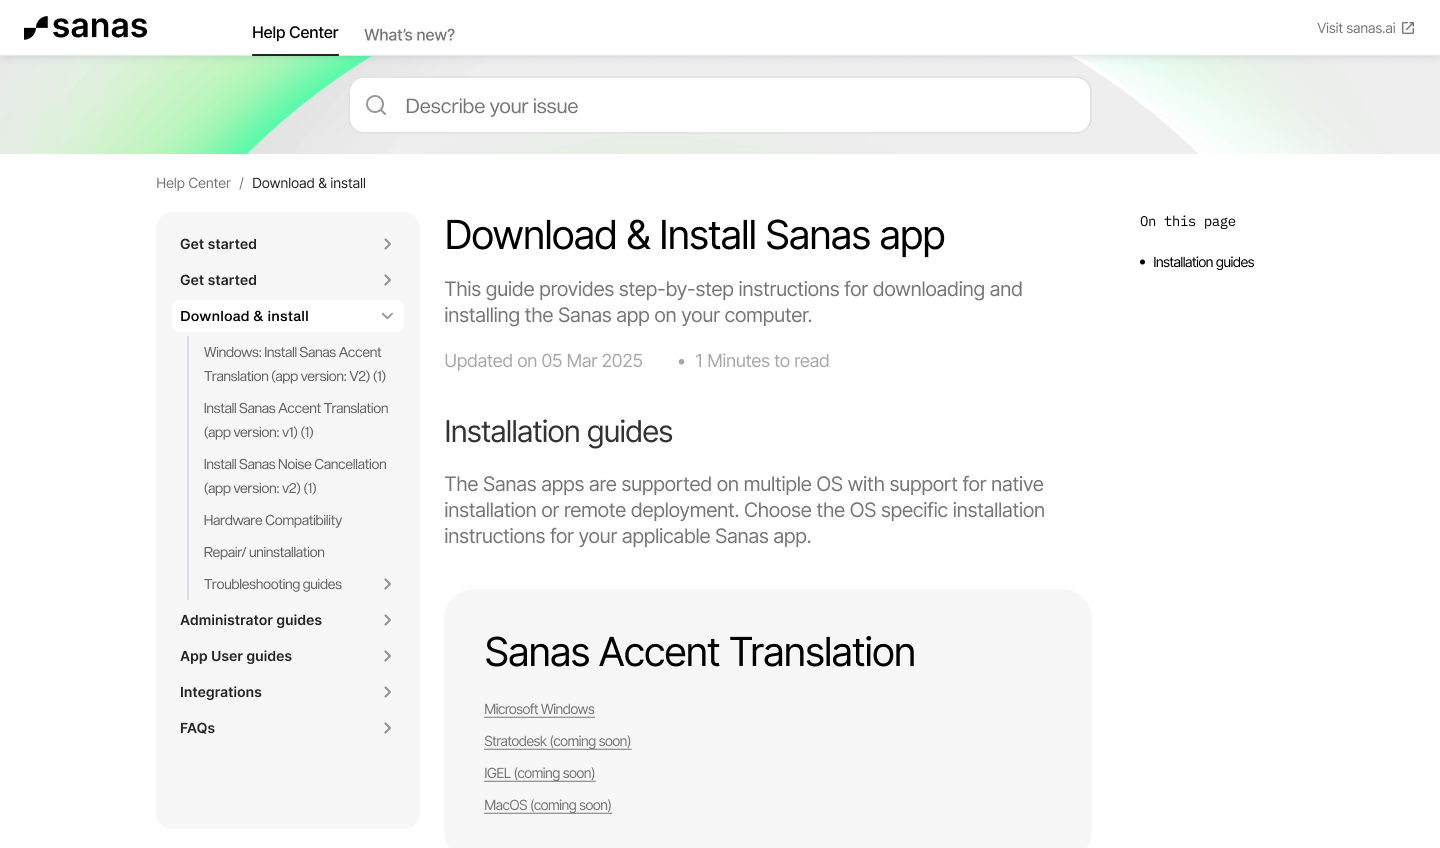 sanas
Help Center
What's new?
Visit sanas.ai
Describe your issue
Help Center / Download & install
Get started
Get started
Download & install
Windows: Install Sanas Accent
Translation (app version: V2) (1)
Install Sanas Accent Translation
(app version: v1) (1)
Install Sanas Noise Cancellation
(app version: v2) (1)
Hardware Compatibility
Repair/ uninstallation
Troubleshooting guides
Administrator guides
App User guides
Integrations
FAQs
Download & Install Sanas app
This guide provides step-by-step instructions for downloading and
installing the Sanas app on your computer.
Updated on 05 Mar 2025 • 1 Minutes to read
Installation guides
The Sanas apps are supported on multiple OS with support for native
installation or remote deployment. Choose the OS specific installation
instructions for your applicable Sanas app.
Sanas Accent Translation
Microsoft Windows
Stratodesk (coming soon)
IGEL (coming soon)
MacOS (coming soon)
On this page
• Installation guides